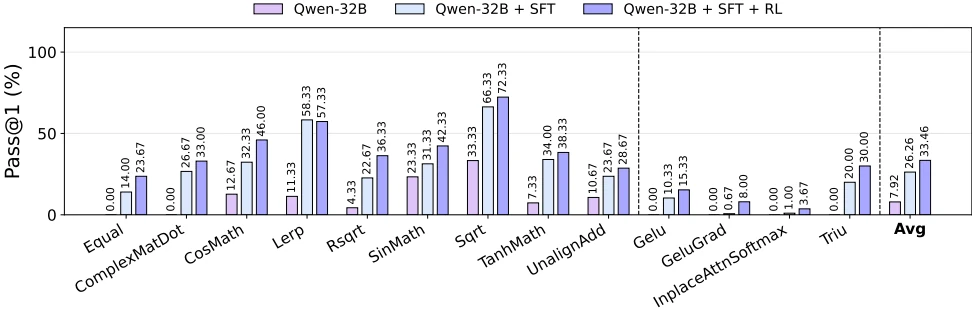 Qwen-32B Qwen-32B + SFT Qwen-32B + SFT + RL
Pass@1 (%)
100
50
0
0.00 14.00 23.67
0.00 26.67 33.00
12.67 32.33 46.00
11.33 58.33 57.33
4.33 22.67 36.33
23.33 31.33 42.33
33.33 66.33 72.33
7.33 34.00 38.33
10.67 23.67 28.67
0.00 10.33 15.33
0.00 0.67 8.00
0.00 1.00 3.67
0.00 20.00 30.00
7.92 26.26 33.46
Equal
ComplexMatDot
CosMath
Lerp
Rsqrt
SinMath
Sqrt
TanhMath
UnalignAdd
Gelu
GeluGrad
InplaceAttnSoftmax
Triu
Avg